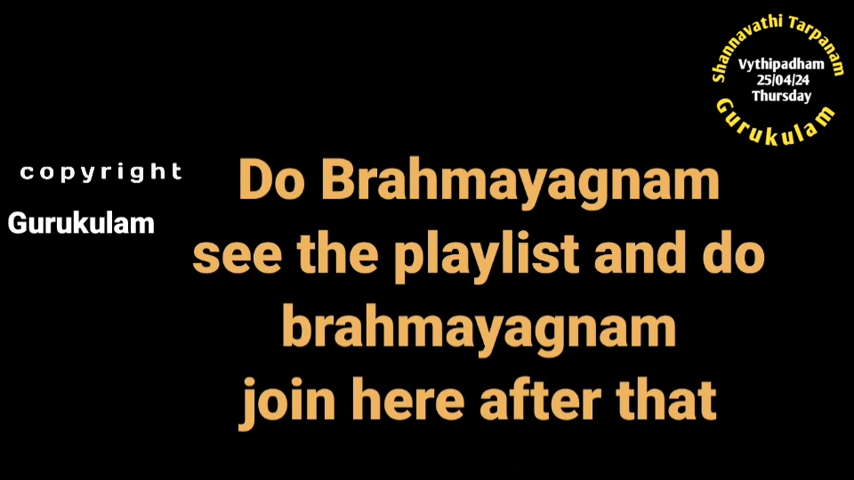 Shannavathi Tarpanam
Vythipadham
25/04/24
Thursday
Gurukulam
copyright
Gurukulam
Do Brahmayagnam
see the playlist and do
brahmayagnam
join here after that